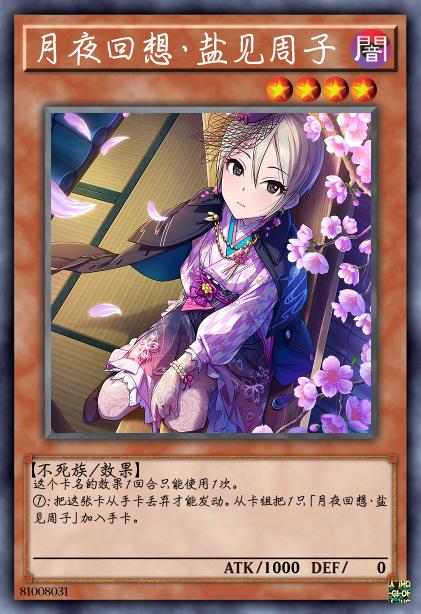 月夜回想·盐见周子
闇
【不死族/效果】
这个卡名的效果1回合只能使用1次。
①:把这张卡从手卡丢弃才能发动。从卡组把1只「月夜回想·盐
见周子」加入手卡。
ATK/1000 DEF/ 0
81008031